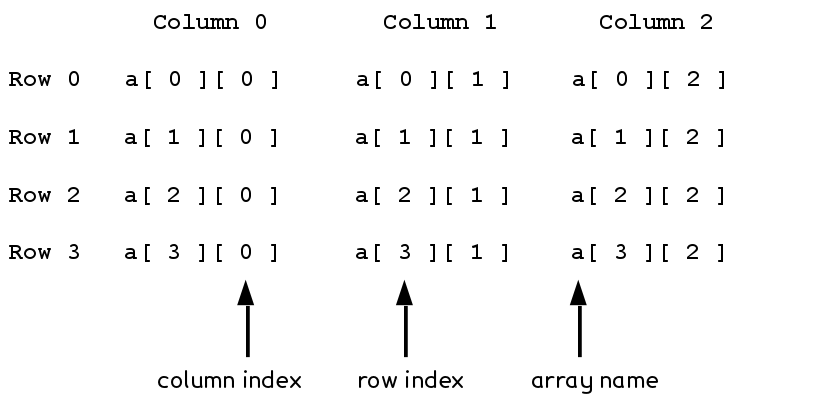 Column 0 Column 1 Column 2
Row 0 a[ 0 ][ 0 ] a[ 0 ][ 1 ] a[ 0 ][ 2 ]
Row 1 a[ 1 ][ 0 ] a[ 1 ][ 1 ] a[ 1 ][ 2 ]
Row 2 a[ 2 ][ 0 ] a[ 2 ][ 1 ] a[ 2 ][ 2 ]
Row 3 a[ 3 ][ 0 ] a[ 3 ][ 1 ] a[ 3 ][ 2 ]
column index row index array name